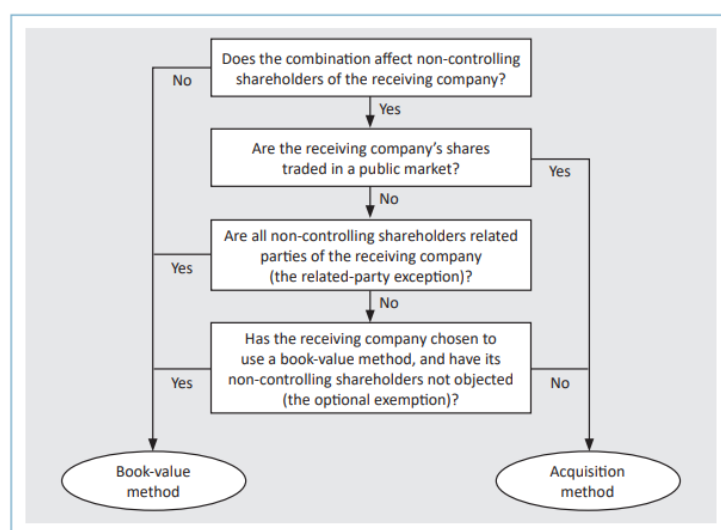 Does the combination affect non-controlling
shareholders of the receiving company?
No
Yes
Are the receiving company's shares
traded in a public market?
Yes
No
Are all non-controlling shareholders related
parties of the receiving company
(the related-party exception)?
Yes
No
Has the receiving company chosen to
use a book-value method, and have its
non-controlling shareholders not objected
(the optional exemption)?
Yes
No
Book-value
method
Acquisition
method